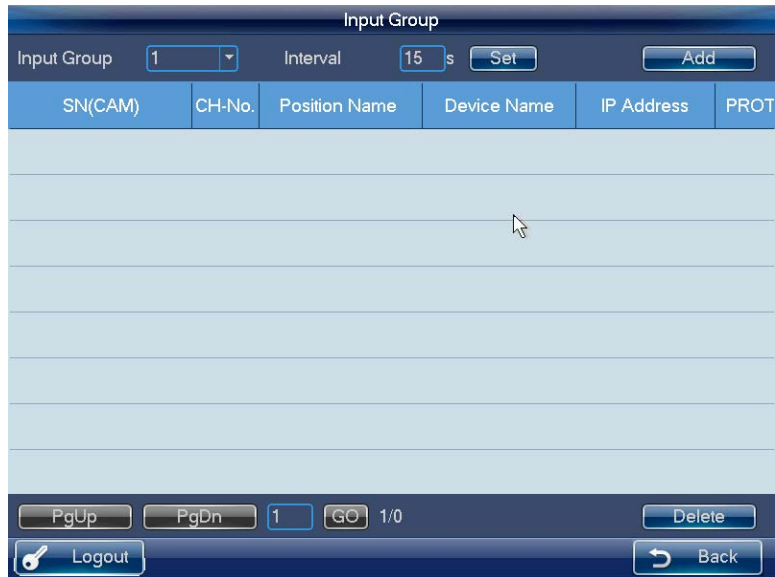 Input Group
Input Group 1 Interval 15 s Set Add
SN(CAM) CH-No. Position Name Device Name IP Address PROT
PgUp PgDn 1 GO 1/0 Delete
Logout Back